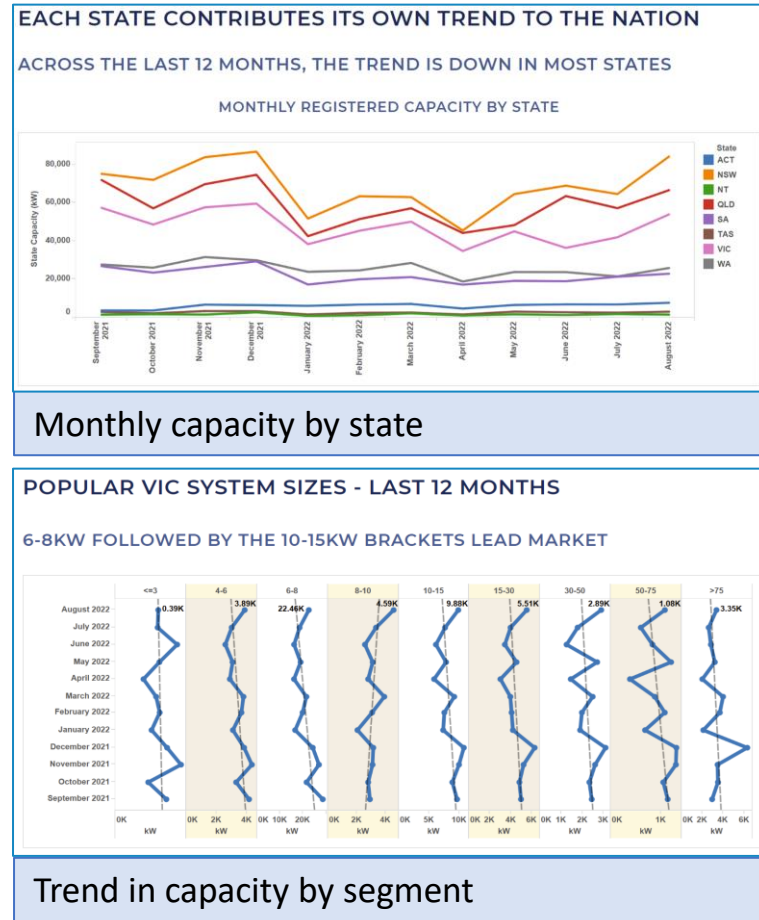 EACH STATE CONTRIBUTES ITS OWN TREND TO THE NATION
ACROSS THE LAST 12 MONTHS, THE TREND IS DOWN IN MOST STATES
MONTHLY REGISTERED CAPACITY BY STATE
State
ACT
NSW
NT
QLD
SA
TAS
VIC
WA
State Capacity (kW)
80,000
60,000
40,000
20,000
0
September 2021
October 2021
November 2021
December 2021
January 2022
February 2022
March 2022
April 2022
May 2022
June 2022
July 2022
August 2022
Monthly capacity by state
POPULAR VIC SYSTEM SIZES - LAST 12 MONTHS
6-8KW FOLLOWED BY THE 10-15KW BRACKETS LEAD MARKET
<=3 4-6 6-8 8-10 10-15 15-30 30-50 50-75 >75
August 2022 0.39K 3.89K 22.46K 4.59K 9.88K 5.51K 2.89K 1.08K 3.35K
July 2022
June 2022
May 2022
April 2022
March 2022
February 2022
January 2022
December 2021
November 2021
October 2021
September 2021
0K 0K 2K 4K 0K 10K 20K 0K 2K 4K 0K 5K 10K 0K 2K 4K 6K 0K 1K 2K 3K 0K 1K 0K 2K 4K 6K
kW kW kW kW kW kW kW kW kW
Trend in capacity by segment